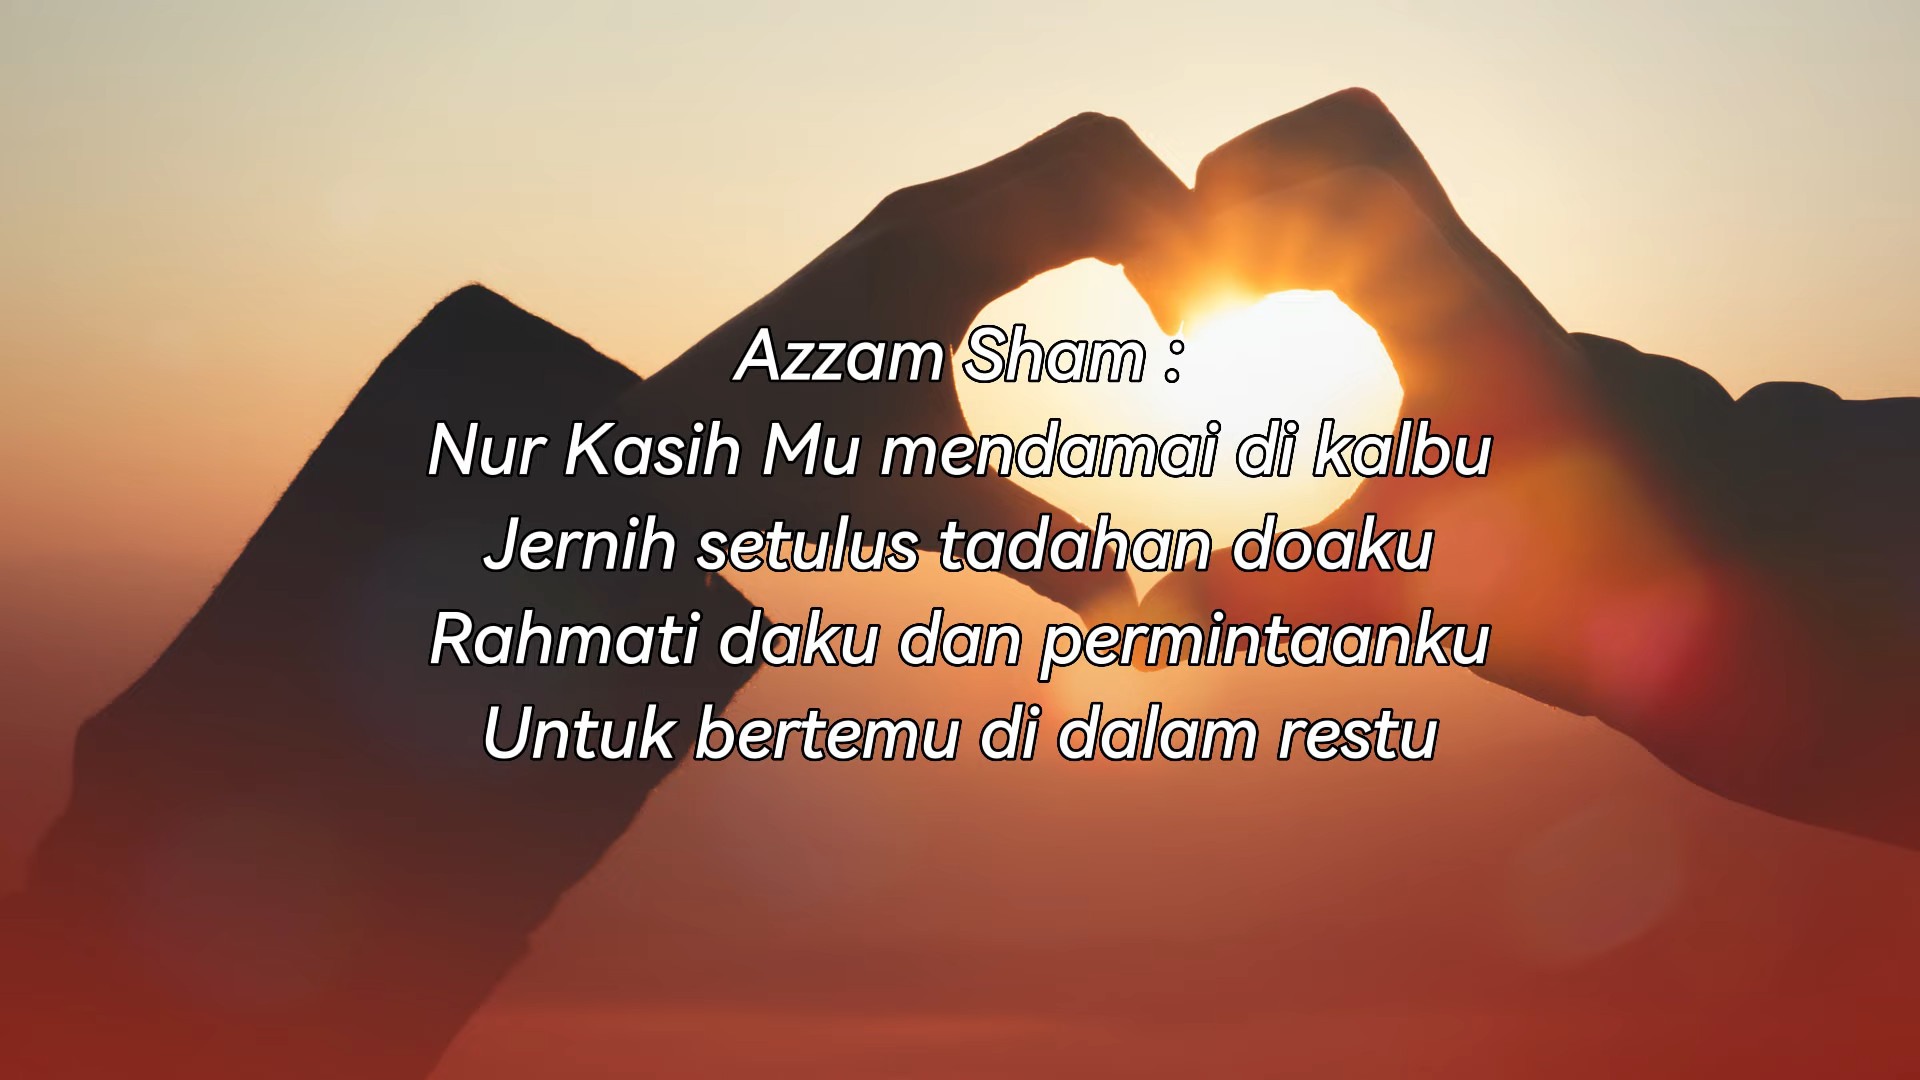 Azzam Sham :
Nur Kasih Mu mendamai di kalbu
Jernih setulus tadahan doaku
Rahmati daku dan permintaanku
Untuk bertemu di dalam restu